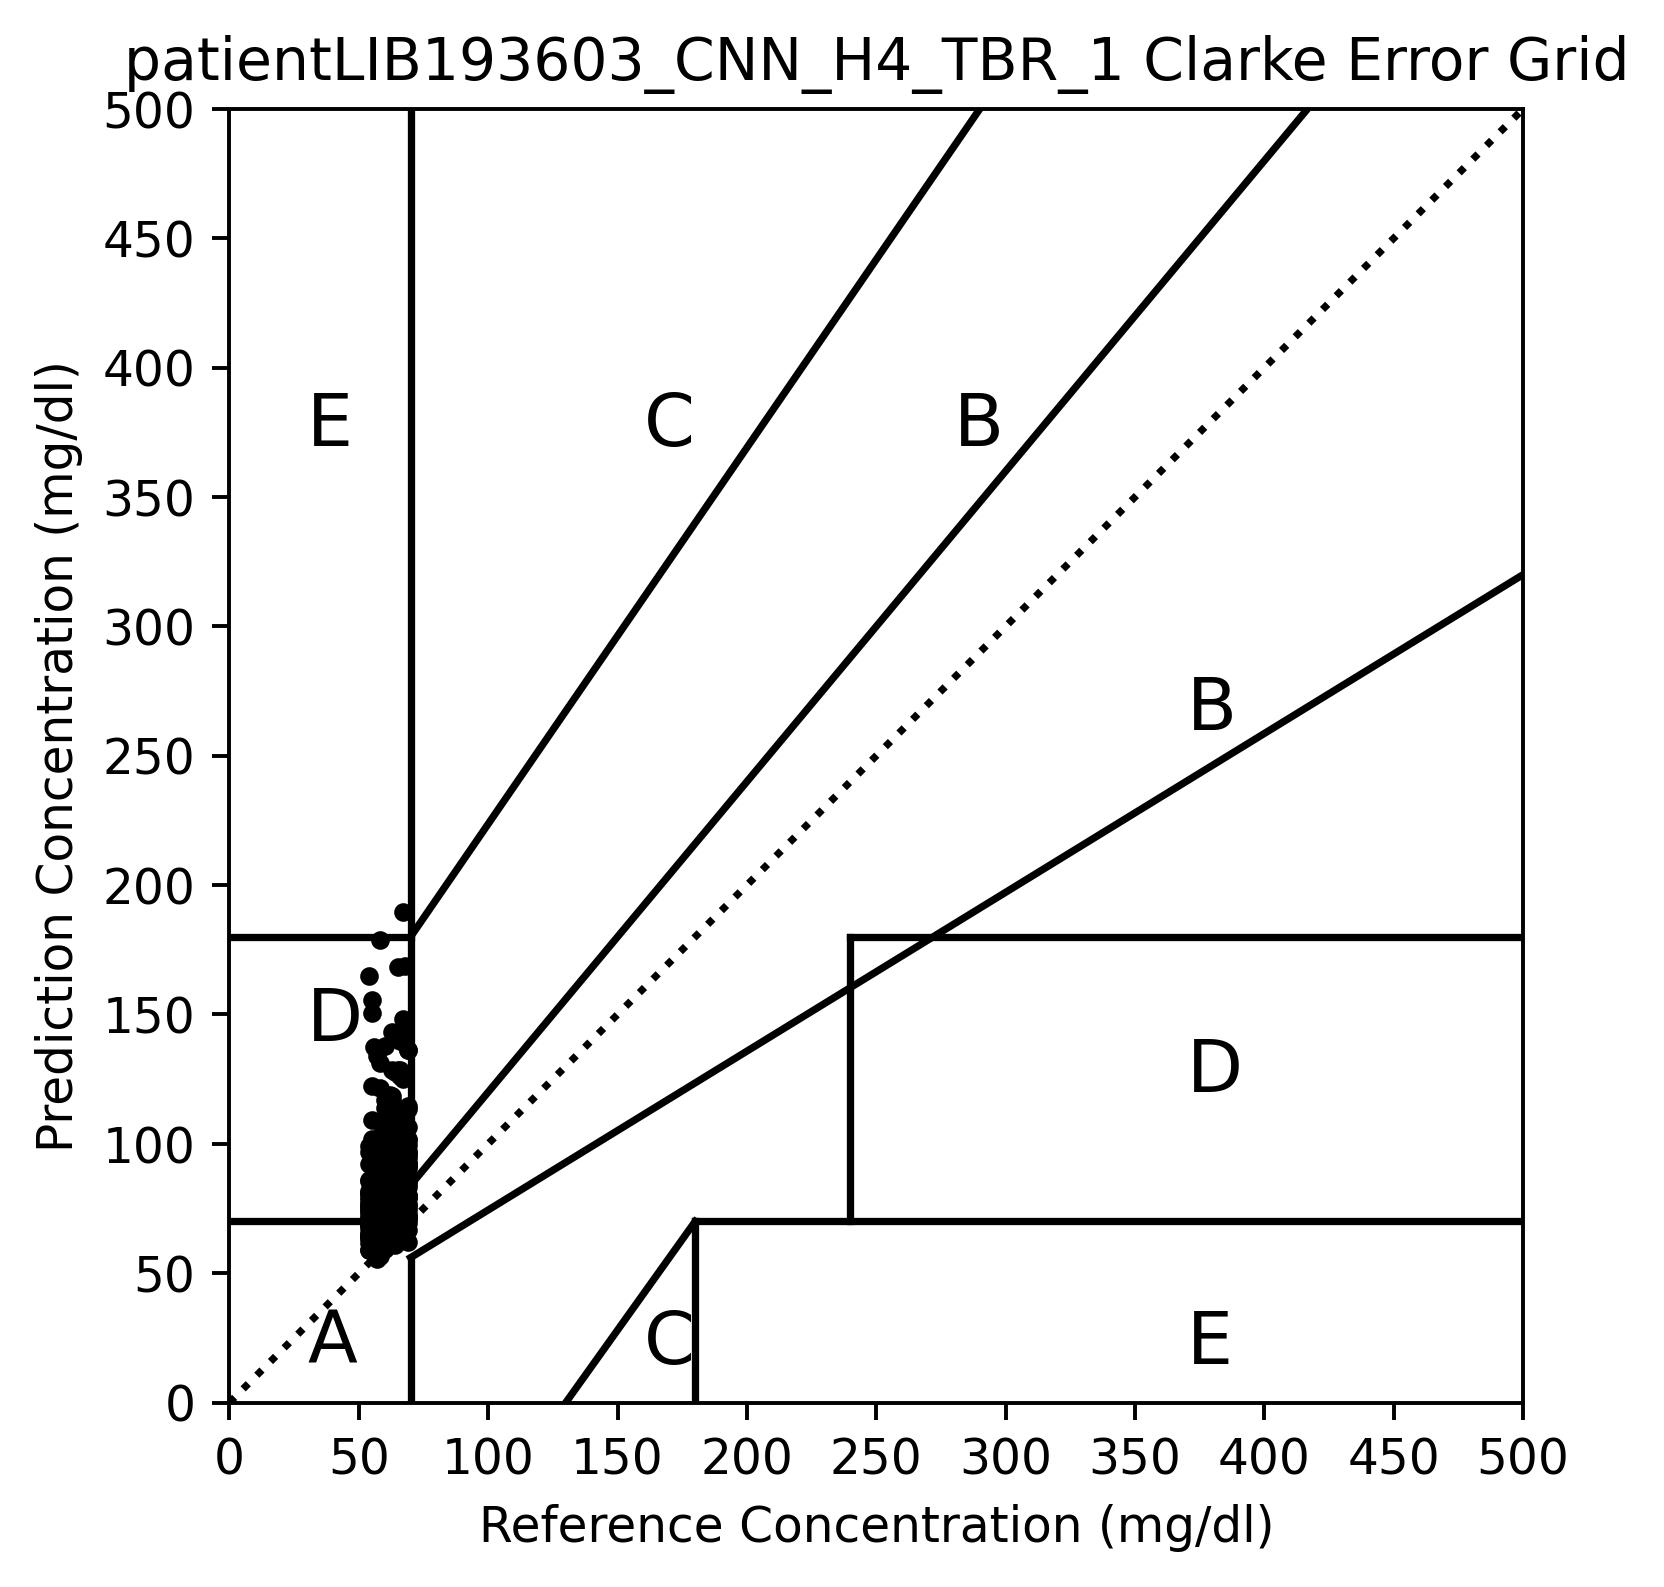 patientLIB193603_CNN_H4_TBR_1 Clarke Error Grid
500
450
400
350
300
250
200
150
100
50
0
Prediction Concentration (mg/dl)
E
C
B
B
D
D
A
C
E
0 50 100 150 200 250 300 350 400 450 500
Reference Concentration (mg/dl)